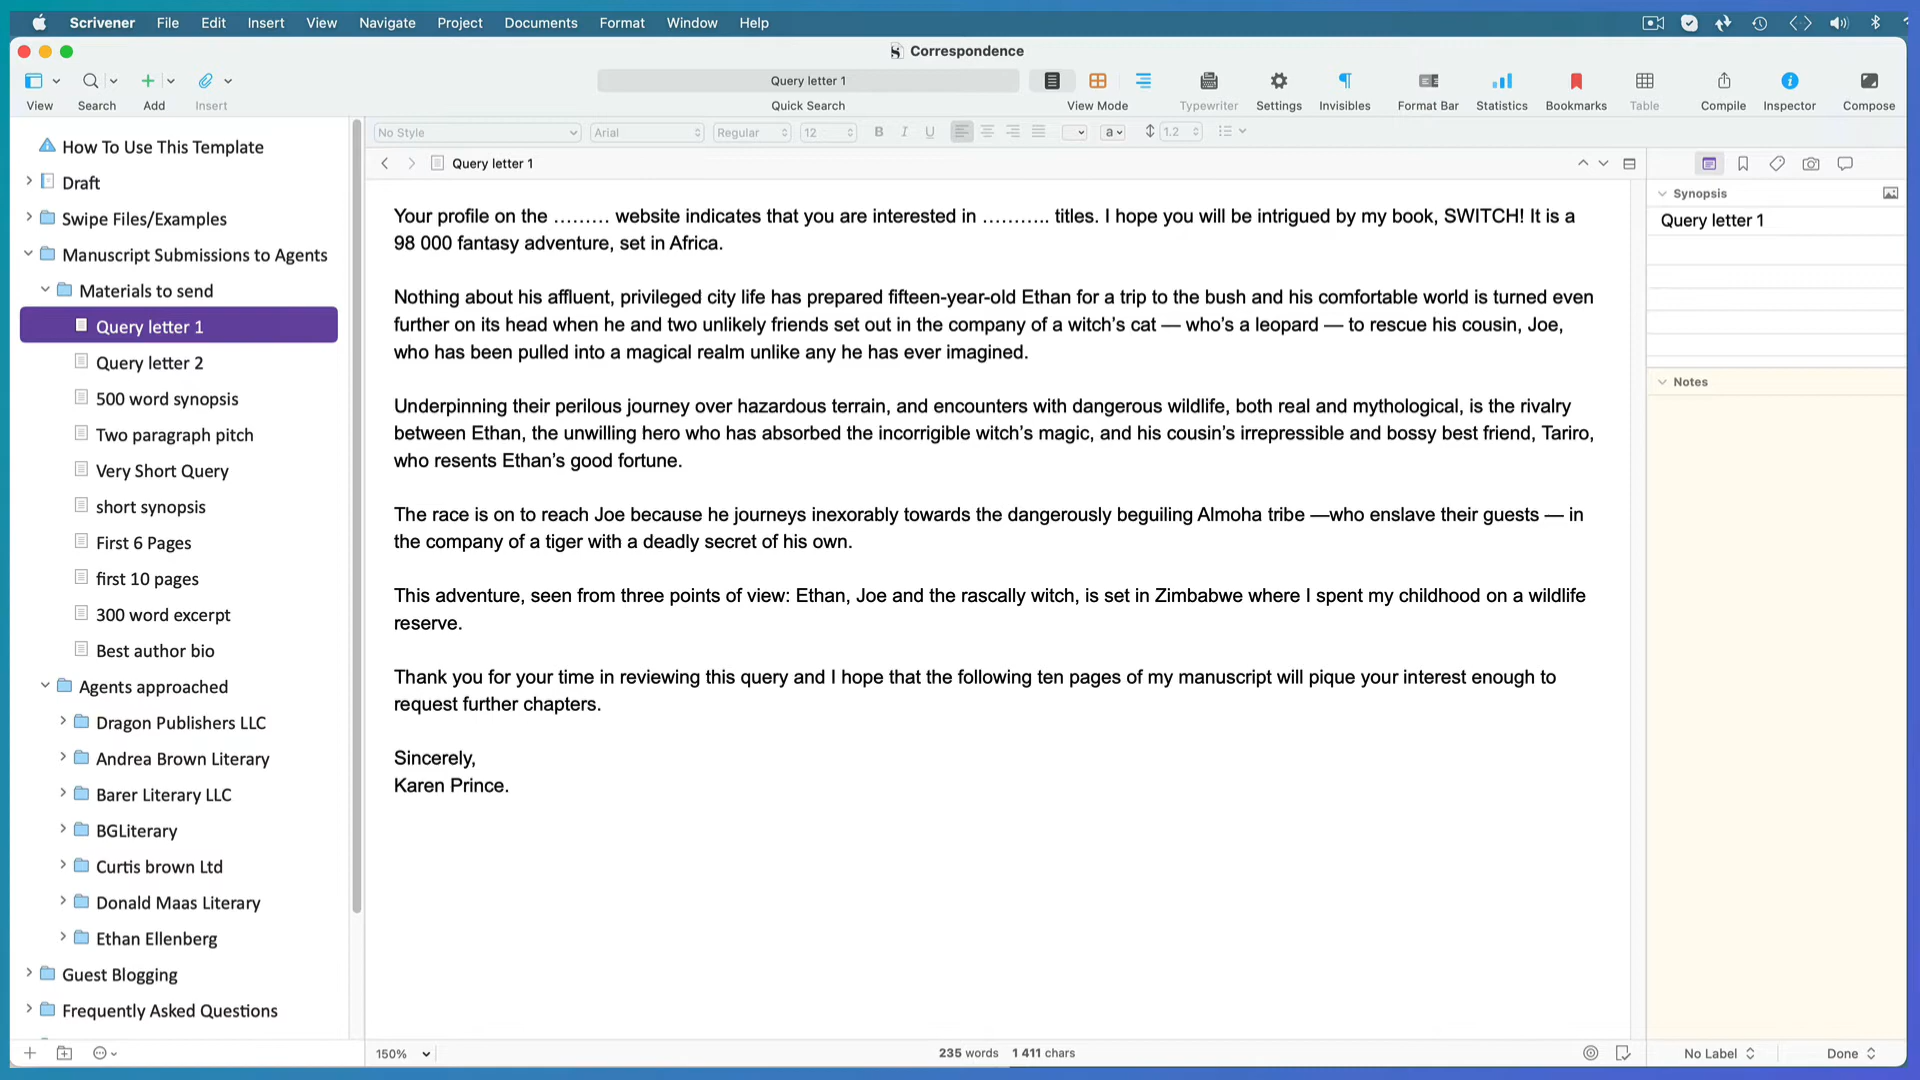 Scrivener File Edit Insert View Navigate Project Documents Format Window Help
Correspondence
Query letter 1
View Search Add Insert Quick Search View Mode Typewriter Settings Invisibles Format Bar Statistics Bookmarks Table Compile Inspector Compose
No Style Arial Regular 12 B I U a 1.2
How To Use This Template
Draft
Swipe Files/Examples
Manuscript Submissions to Agents
Materials to send
Query letter 1
Query letter 2
500 word synopsis
Two paragraph pitch
Very Short Query
short synopsis
First 6 Pages
first 10 pages
300 word excerpt
Best author bio
Agents approached
Dragon Publishers LLC
Andrea Brown Literary
Barer Literary LLC
BGLiterary
Curtis brown Ltd
Donald Maas Literary
Ethan Ellenberg
Guest Blogging
Frequently Asked Questions
Query letter 1
Your profile on the ……… website indicates that you are interested in ……….. titles. I hope you will be intrigued by my book, SWITCH! It is a
98 000 fantasy adventure, set in Africa.
Nothing about his affluent, privileged city life has prepared fifteen-year-old Ethan for a trip to the bush and his comfortable world is turned even
further on its head when he and two unlikely friends set out in the company of a witch’s cat — who’s a leopard — to rescue his cousin, Joe,
who has been pulled into a magical realm unlike any he has ever imagined.
Underpinning their perilous journey over hazardous terrain, and encounters with dangerous wildlife, both real and mythological, is the rivalry
between Ethan, the unwilling hero who has absorbed the incorrigible witch’s magic, and his cousin’s irrepressible and bossy best friend, Tariro,
who resents Ethan’s good fortune.
The race is on to reach Joe because he journeys inexorably towards the dangerously beguiling Almoha tribe —who enslave their guests — in
the company of a tiger with a deadly secret of his own.
This adventure, seen from three points of view: Ethan, Joe and the rascally witch, is set in Zimbabwe where I spent my childhood on a wildlife
reserve.
Thank you for your time in reviewing this query and I hope that the following ten pages of my manuscript will pique your interest enough to
request further chapters.
Sincerely,
Karen Prince.
150% 235 words 1 411 chars
Synopsis
Query letter 1
Notes
No Label Done